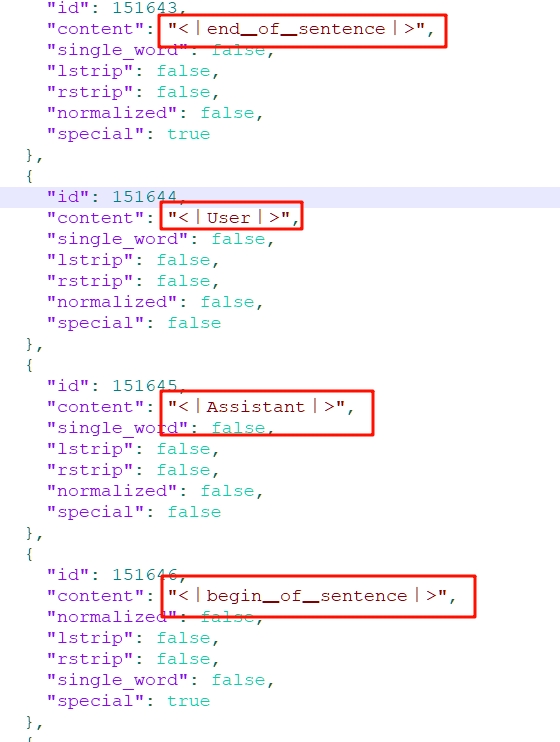 "id": 151643,
"content": "<｜end▁of▁sentence｜>",
"single_word": false,
"lstrip": false,
"rstrip": false,
"normalized": false,
"special": true
},
{
"id": 151644,
"content": "<｜User｜>",
"single_word": false,
"lstrip": false,
"rstrip": false,
"normalized": false,
"special": false
},
{
"id": 151645,
"content": "<｜Assistant｜>",
"single_word": false,
"lstrip": false,
"rstrip": false,
"normalized": false,
"special": false
},
{
"id": 151646,
"content": "<｜begin▁of▁sentence｜>",
"normalized": false,
"lstrip": false,
"rstrip": false,
"single_word": false,
"special": true
},